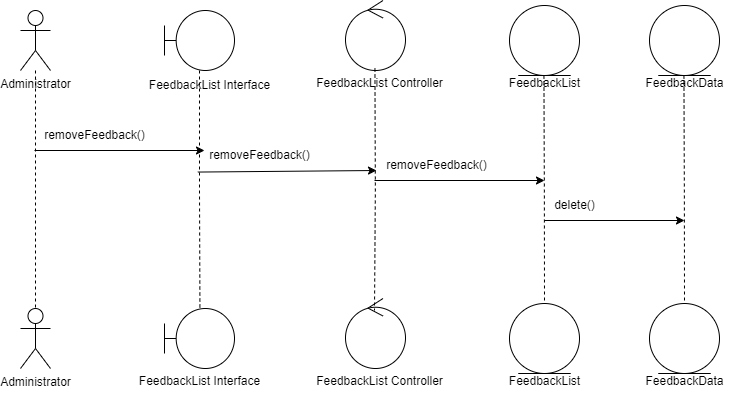 Administrator
FeedbackList Interface
FeedbackList Controller
FeedbackList
FeedbackData
removeFeedback()
removeFeedback()
removeFeedback()
delete()
Administrator
FeedbackList Interface
FeedbackList Controller
FeedbackList
FeedbackData